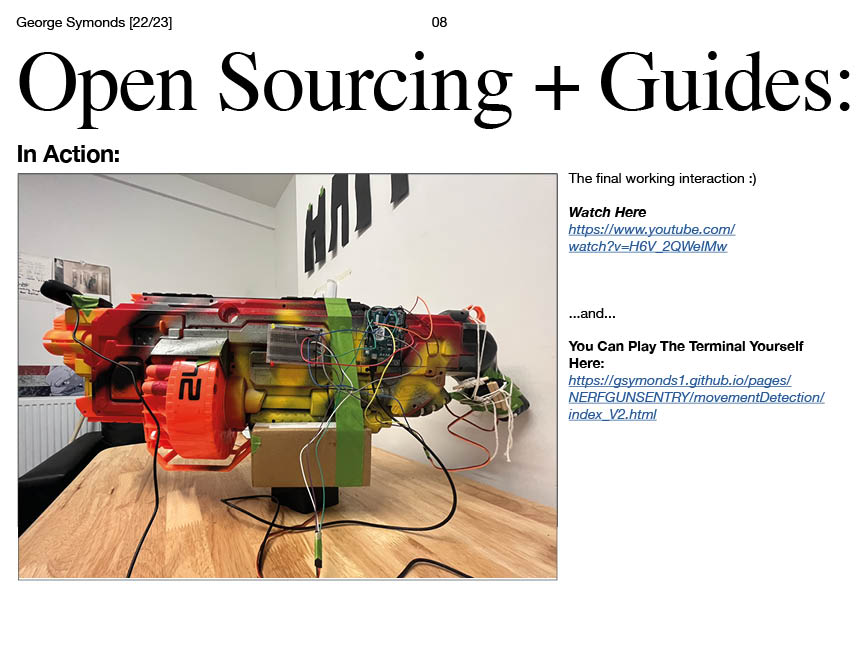 George Symonds [22/23]
08
Open Sourcing + Guides:
In Action:
The final working interaction :)
Watch Here
https://www.youtube.com/
watch?v=H6V_2QWeIMw
...and...
You Can Play The Terminal Yourself
Here:
https://gsymonds1.github.io/pages/
NERFGUNSENTRY/movementDetection/
index_V2.html